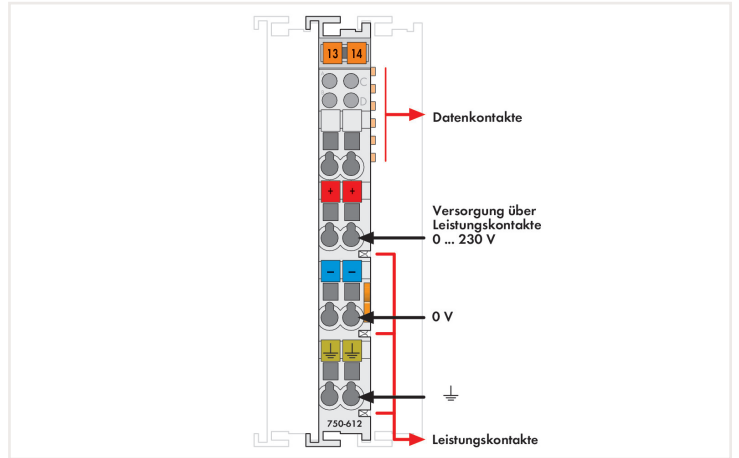 13 14
C
D
Datenkontakte
+ +
Versorgung über
Leistungskontakte
0 ... 230 V
– –
0 V
750-612
Leistungskontakte